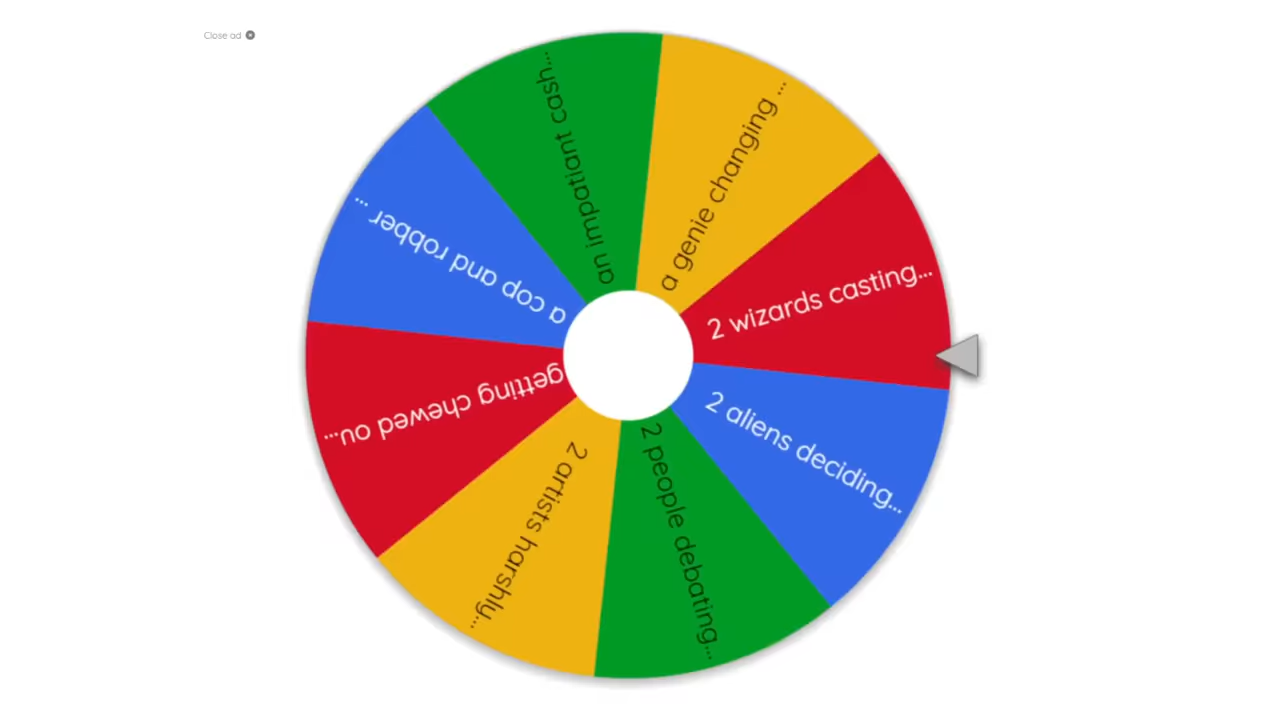 Close ad
an impatiant cash...
a genie changing ...
2 wizards casting...
2 aliens deciding...
2 people debating...
2 artists harshly...
getting chewed ou...
a cop and robber ...